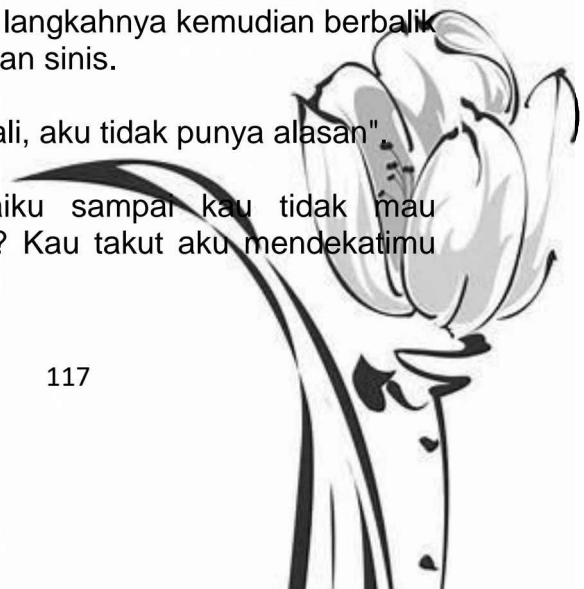 langkahnya kemudian berbalik
an sinis.
ali, aku tidak punya alasan".
aiku sampai kau tidak mau
? Kau takut aku mendekatimu
117